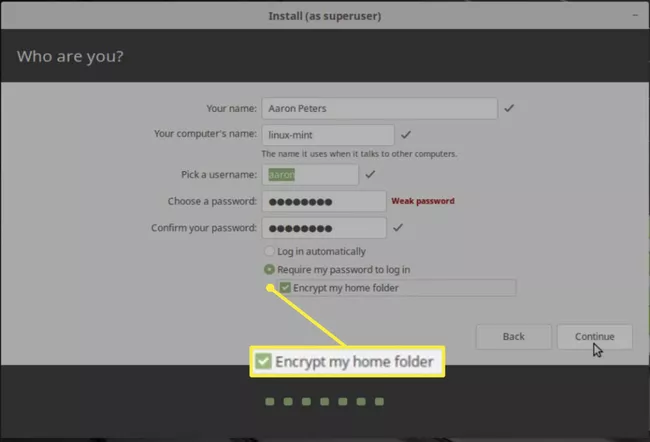 Install (as superuser)
Who are you?
Your name: Aaron Peters
Your computer's name: linux-mint
The name it uses when it talks to other computers.
Pick a username: aaron
Choose a password: ●●●●●●●● Weak password
Confirm your password: ●●●●●●●●
Log in automatically
Require my password to log in
Encrypt my home folder
Back Continue
Encrypt my home folder